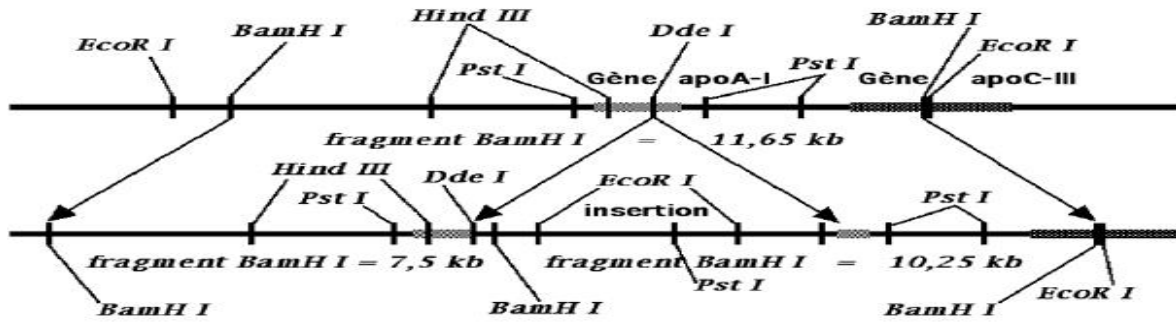 Hind III BamH I
EcoR I BamH I Dde I EcoR I
Pst I Gène apoA-I Pst I Gène apoC-III
fragment BamH I = 11,65 kb
Hind III Dde I EcoR I
Pst I insertion Pst I
fragment BamH I = 7,5 kb fragment BamH I = 10,25 kb
BamH I BamH I Pst I BamH I EcoR I